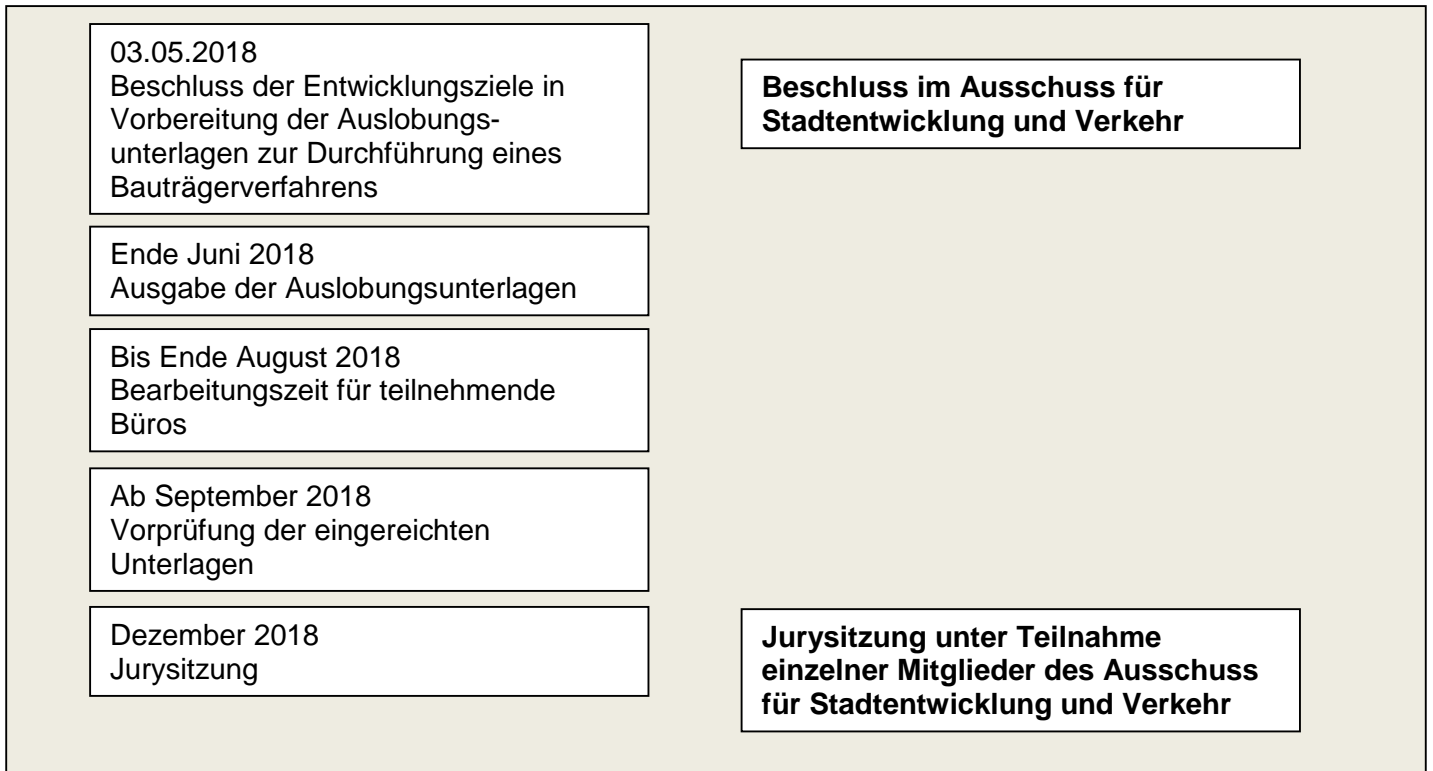 03.05.2018
Beschluss der Entwicklungsziele in
Vorbereitung der Auslobungs-
unterlagen zur Durchführung eines
Bauträgerverfahrens
Beschluss im Ausschuss für
Stadtentwicklung und Verkehr
Ende Juni 2018
Ausgabe der Auslobungsunterlagen
Bis Ende August 2018
Bearbeitungszeit für teilnehmende
Büros
Ab September 2018
Vorprüfung der eingereichten
Unterlagen
Dezember 2018
Jurysitzung
Jurysitzung unter Teilnahme
einzelner Mitglieder des Ausschuss
für Stadtentwicklung und Verkehr